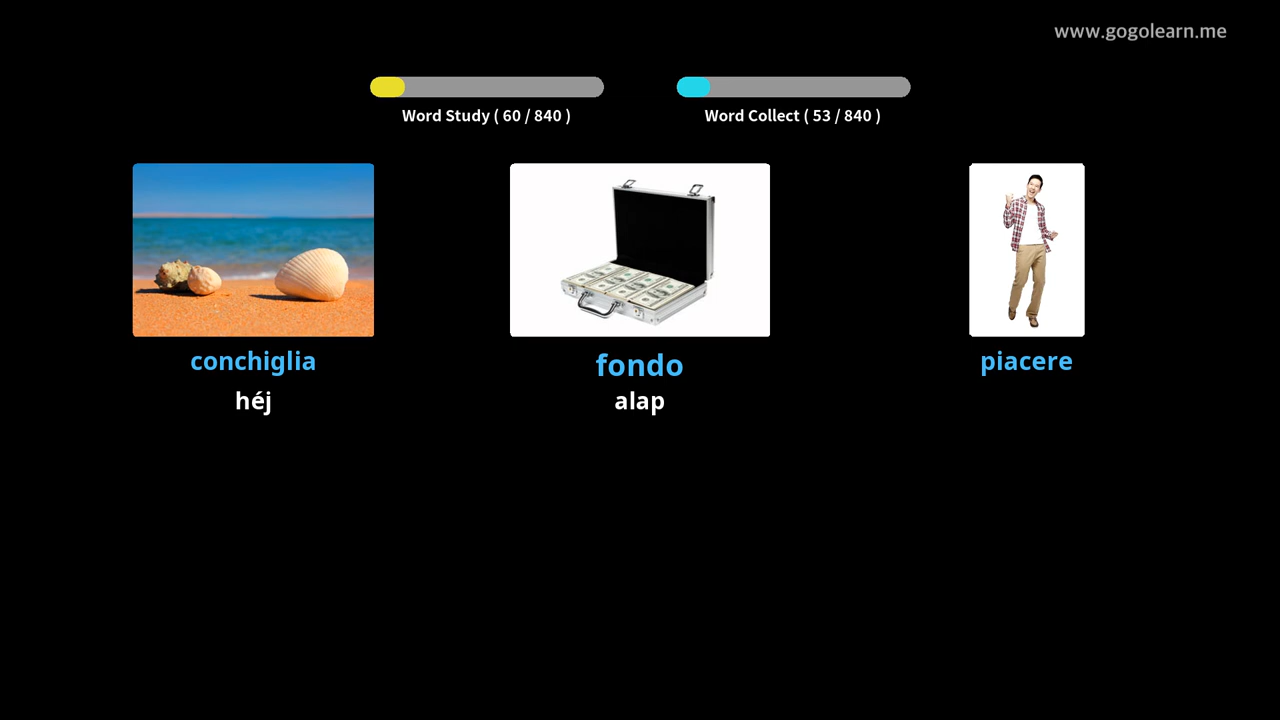 www.gogolearn.me
Word Study ( 60 / 840 )
Word Collect ( 53 / 840 )
conchiglia
héj
fondo
alap
piacere